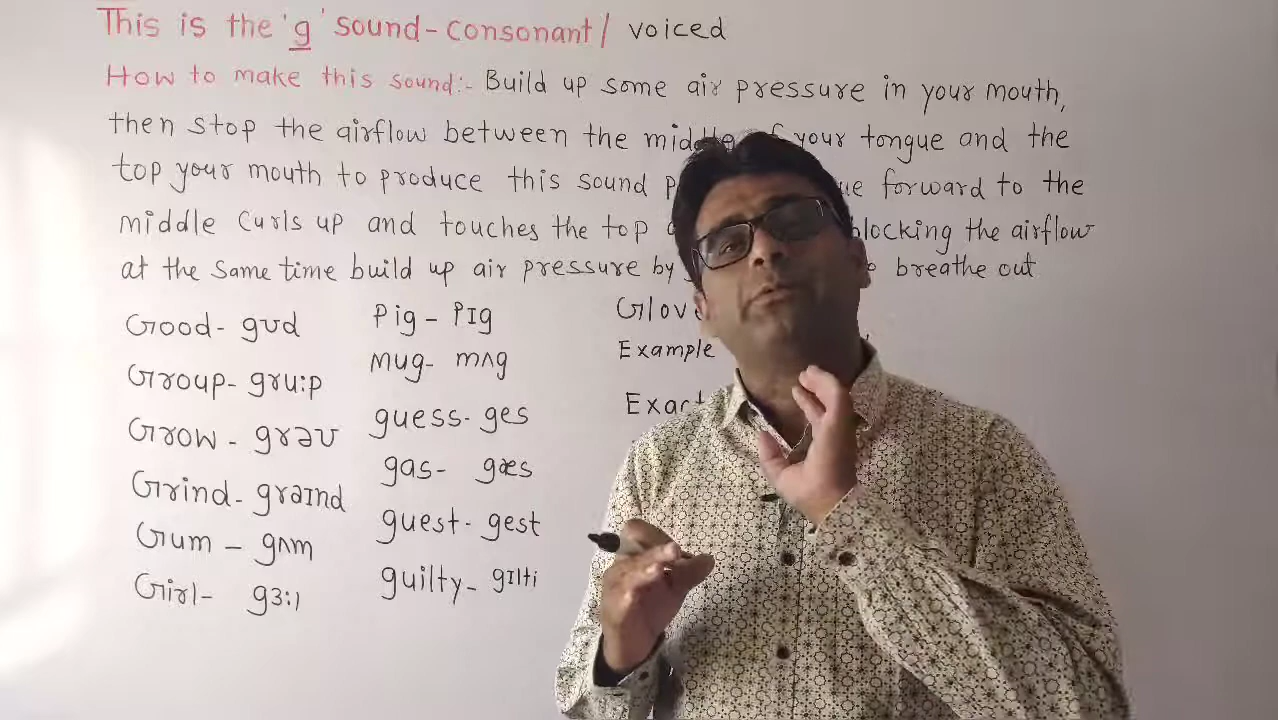 This is the 'g' sound-consonant/ voiced
How to make this sound:- Build up some air pressure in your mouth,
then stop the airflow between the middle of your tongue and the
top your mouth to produce this sound forward to the
middle curls up and touches the top blocking the airflow
at the same time build up air pressure by breathe out
Good- gʊd
Group- gruːp
Grow - grəʊ
Grind- graɪnd
Gum - gʌm
Girl- gɜːl
Pig - pɪg
Mug- mʌg
guess- ges
gas- gæs
guest- gest
guilty- gɪlti
Glove
Example
Exact